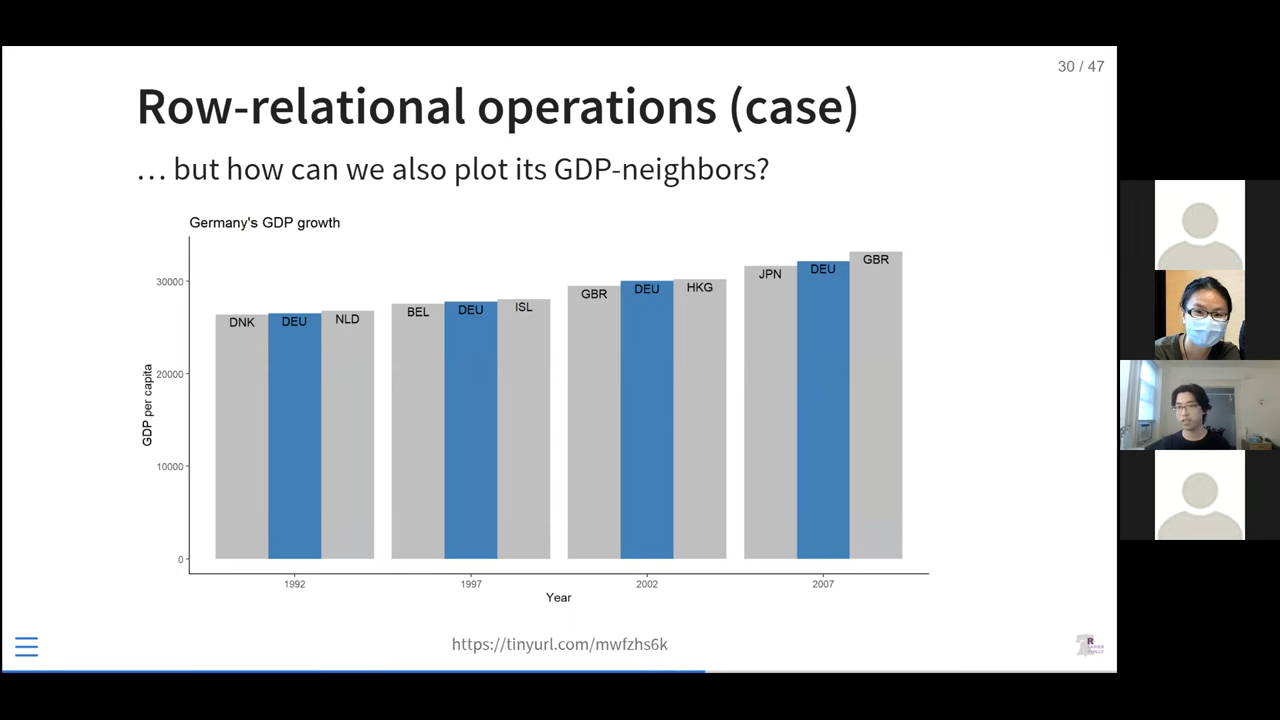 30 / 47
Row-relational operations (case)
… but how can we also plot its GDP-neighbors?
Germany's GDP growth
GDP per capita
30000
20000
10000
0
DNK DEU NLD
BEL DEU ISL
GBR DEU HKG
JPN DEU GBR
1992 1997 2002 2007
Year
https://tinyurl.com/mwfzhs6k
R
LADIES
PHILLY